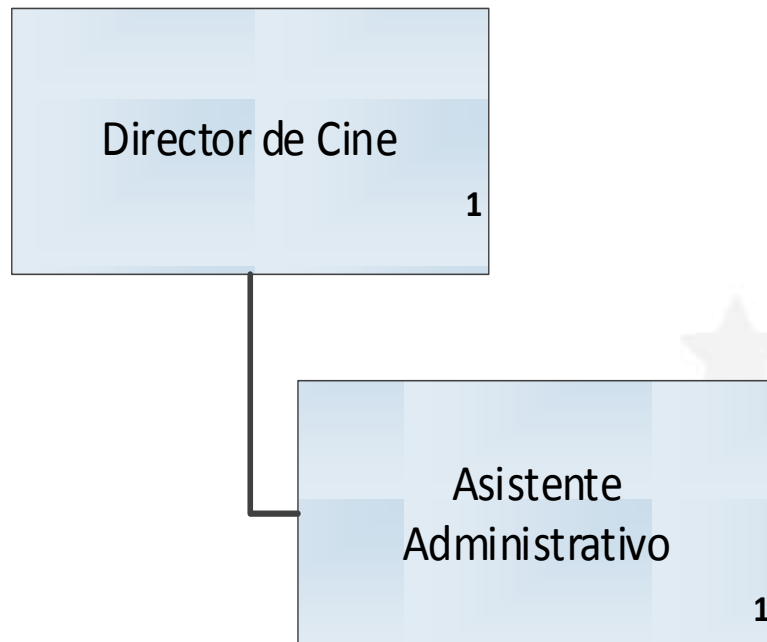 Director de Cine
1
Asistente
Administrativo
1